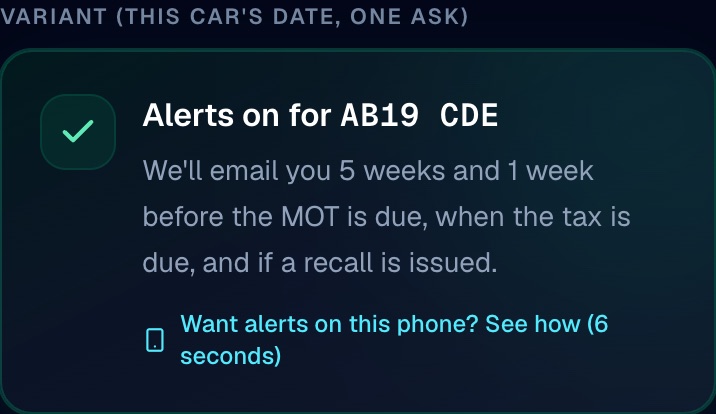 VARIANT (THIS CAR'S DATE, ONE ASK)
Alerts on for AB19 CDE
We'll email you 5 weeks and 1 week
before the MOT is due, when the tax is
due, and if a recall is issued.
Want alerts on this phone? See how (6
seconds)